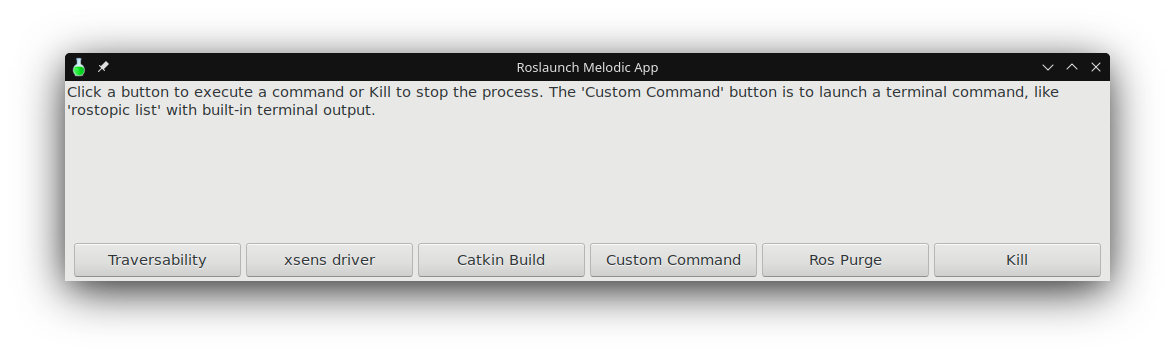 Roslaunch Melodic App
Click a button to execute a command or Kill to stop the process. The 'Custom Command' button is to launch a terminal command, like
'rostopic list' with built-in terminal output.
Traversability xsens driver Catkin Build Custom Command Ros Purge Kill